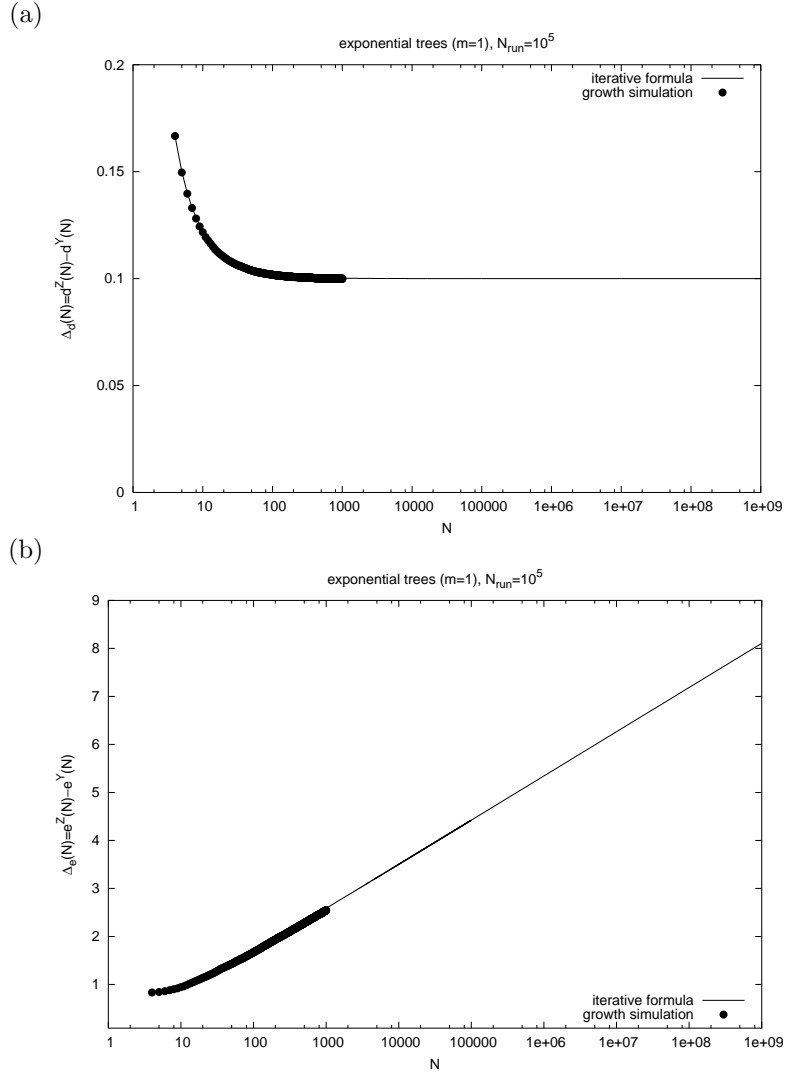 (a)
exponential trees (m=1), N_run=10^5
iterative formula
growth simulation
0.2
0.15
0.1
0.05
0
Δ_d(N)=d^Z(N)−d^Y(N)
1 10 100 1000 10000 100000 1e+06 1e+07 1e+08 1e+09
N
(b)
exponential trees (m=1), N_run=10^5
9
8
7
6
5
4
3
2
1
Δ_e(N)=e^Z(N)−e^Y(N)
iterative formula
growth simulation
1 10 100 1000 10000 100000 1e+06 1e+07 1e+08 1e+09
N